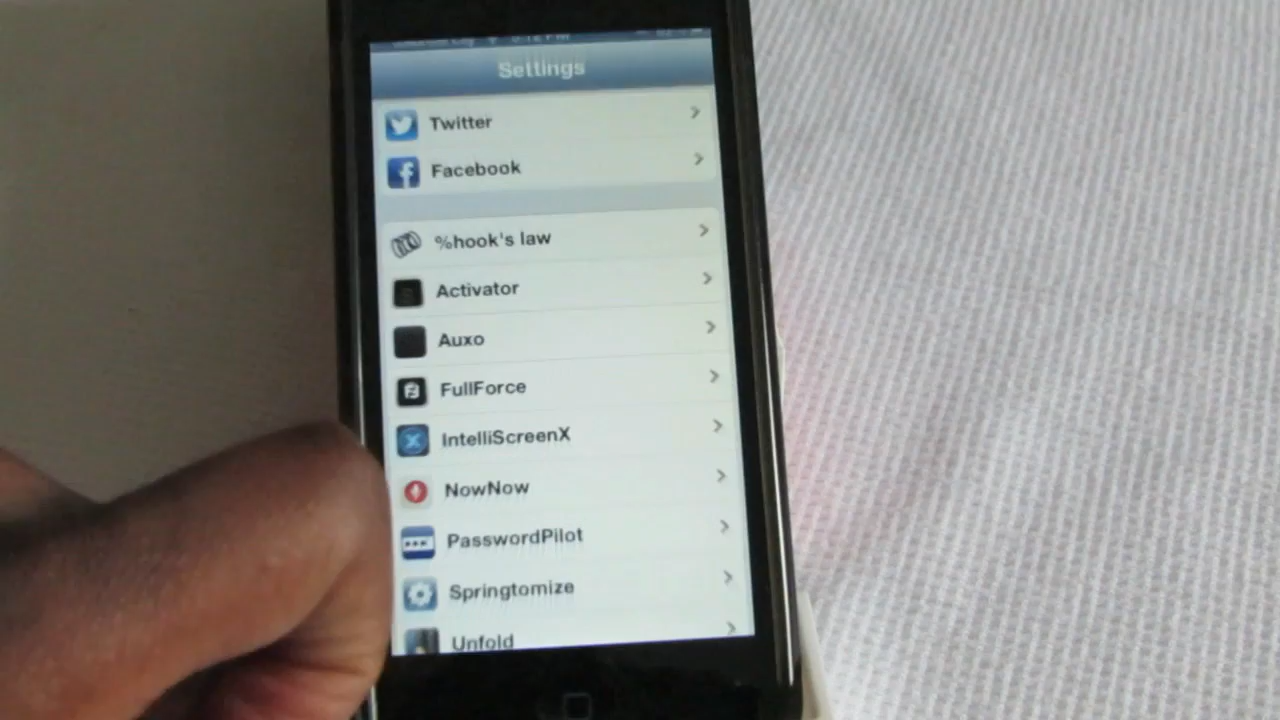 Settings
Twitter
Facebook
%hook's law
Activator
Auxo
FullForce
IntelliScreenX
NowNow
PasswordPilot
Springtomize
Unfold